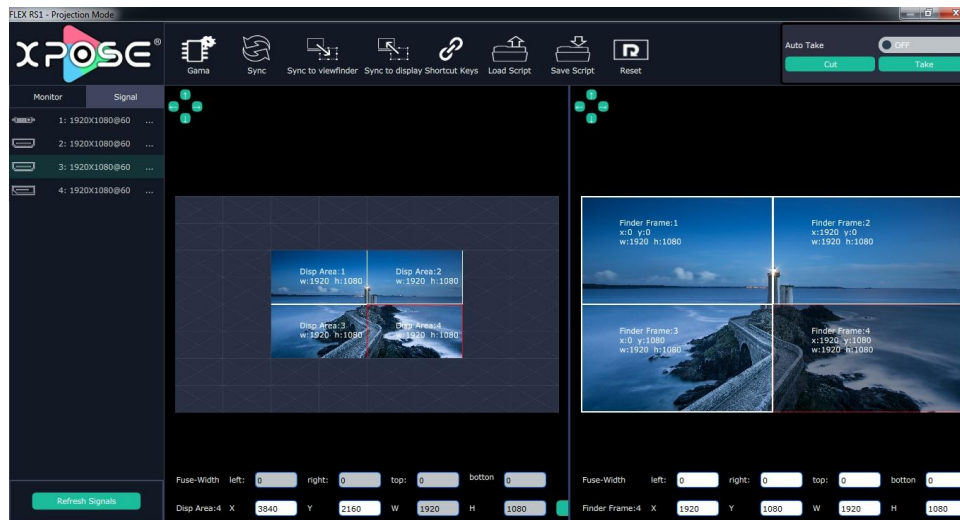 FLEX RS1 - Projection Mode
XPOSE®
Gama
Sync
Sync to viewfinder
Sync to display
Shortcut Keys
Load Script
Save Script
Reset
Auto Take
OFF
Cut
Take
Monitor
Signal
1: 1920X1080@60 ...
2: 1920X1080@60 ...
3: 1920X1080@60 ...
4: 1920X1080@60 ...
Refresh Signals
Disp Area:1
w:1920 h:1080
Disp Area:2
w:1920 h:1080
Disp Area:3
w:1920 h:1080
Disp Area:4
w:1920 h:1080
Fuse-Width left: 0 right: 0 top: 0 botton 0
Disp Area:4 X 3840 Y 2160 W 1920 H 1080
Finder Frame:1
x:0 y:0
w:1920 h:1080
Finder Frame:2
x:1920 y:0
w:1920 h:1080
Finder Frame:3
x:0 y:1080
w:1920 h:1080
Finder Frame:4
x:1920 y:1080
w:1920 h:1080
Fuse-Width left: 0 right: 0 top: 0 botton 0
Finder Frame:4 X 1920 Y 1080 W 1920 H 1080